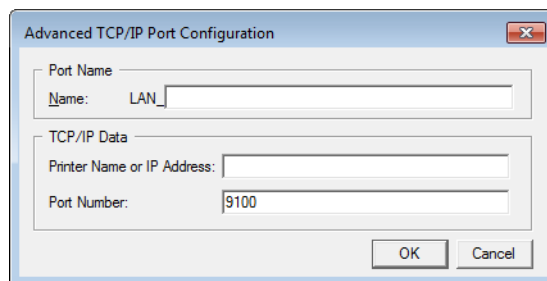 Advanced TCP/IP Port Configuration
Port Name
Name: LAN_
TCP/IP Data
Printer Name or IP Address:
Port Number: 9100
OK Cancel